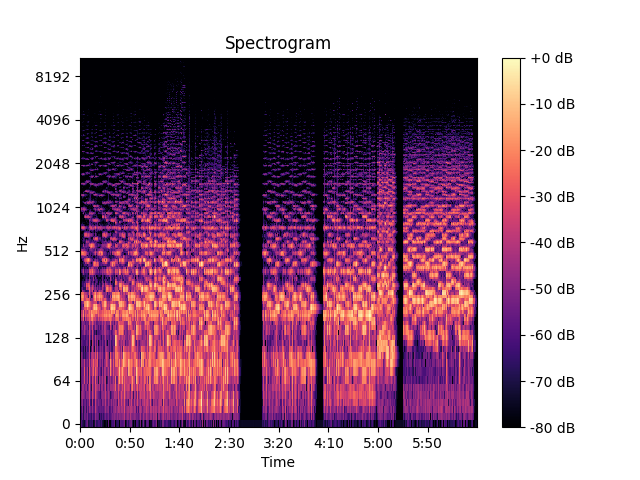 Spectrogram
8192
4096
2048
1024
512
256
128
64
0
Hz
0:00 0:50 1:40 2:30 3:20 4:10 5:00 5:50
Time
+0 dB
-10 dB
-20 dB
-30 dB
-40 dB
-50 dB
-60 dB
-70 dB
-80 dB